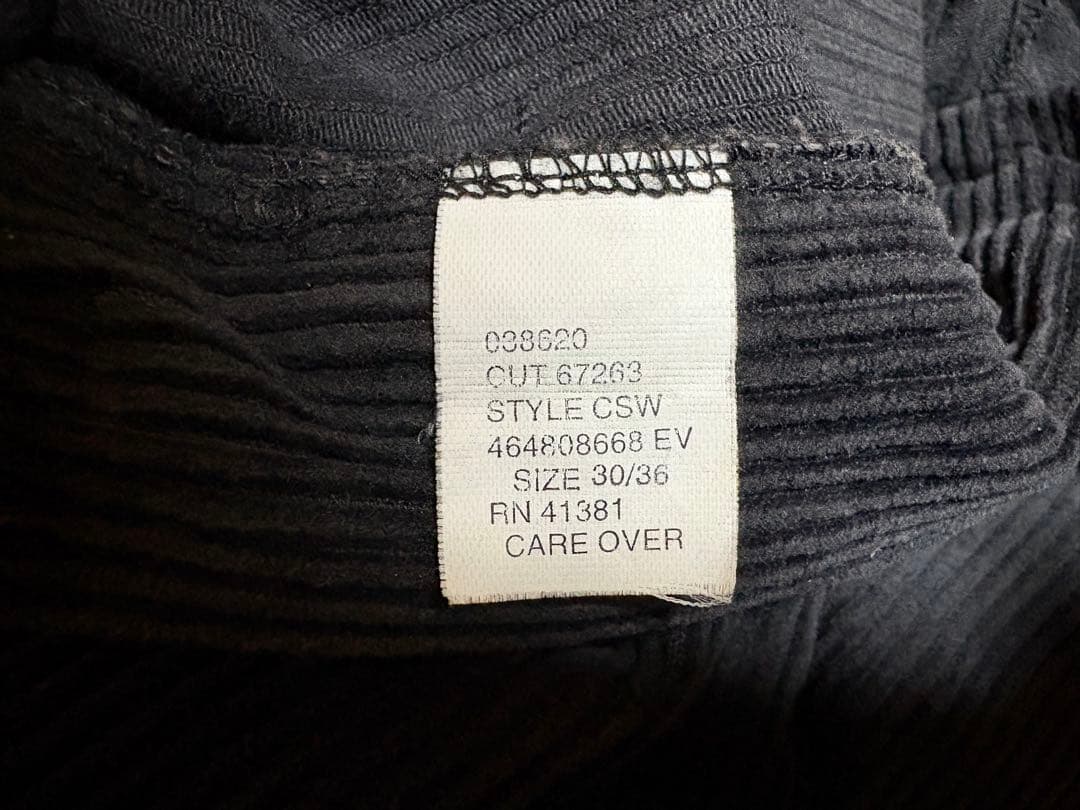 038620
CUT 67263
STYLE CSW
464808668 EV
SIZE 30/36
RN 41381
CARE OVER